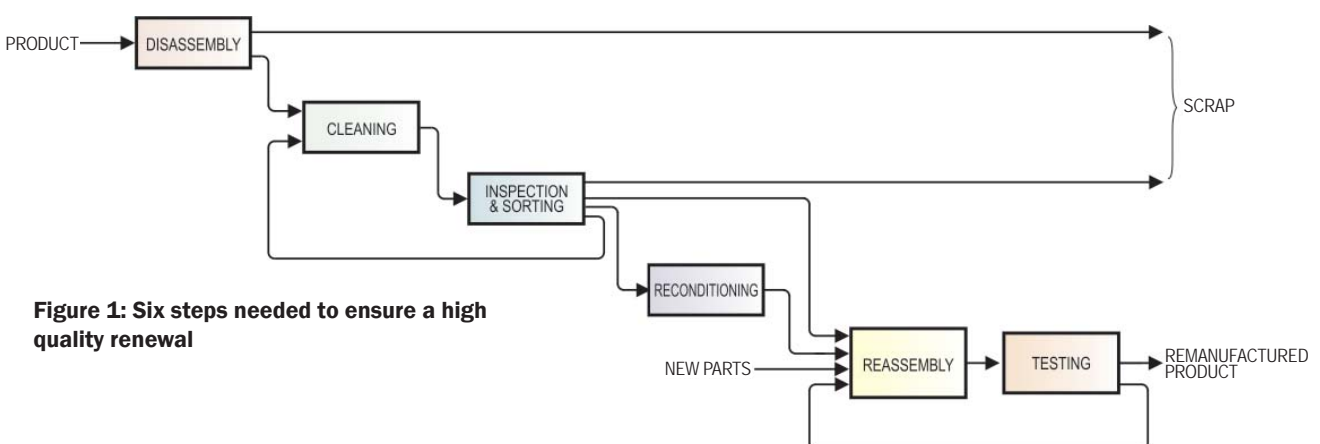 PRODUCT
DISASSEMBLY
CLEANING
SCRAP
INSPECTION
& SORTING
RECONDITIONING
Figure 1: Six steps needed to ensure a high
quality renewal
NEW PARTS
REASSEMBLY
TESTING
REMANUFACTURED
PRODUCT